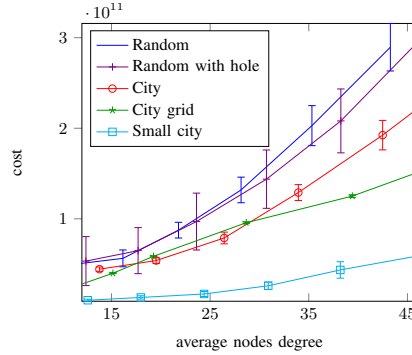 · 10^11
3
2
1
cost
Random
Random with hole
City
City grid
Small city
15 25 35 45
average nodes degree